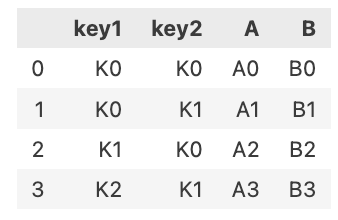 key1 key2 A B
0 K0 K0 A0 B0
1 K0 K1 A1 B1
2 K1 K0 A2 B2
3 K2 K1 A3 B3